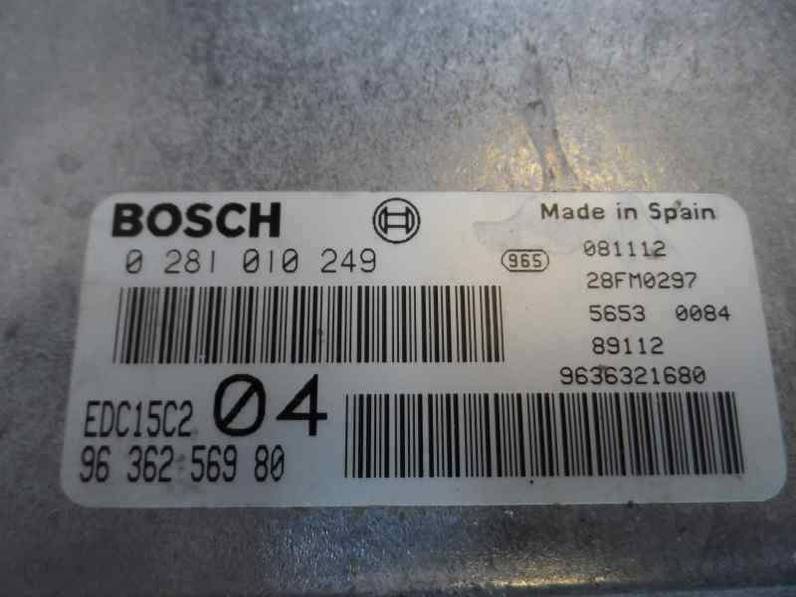 BOSCH
Made in Spain
0 281 010 249
965
081112
28FM0297
5653 0084
89112
9636321680
EDC15C2 04
96 362 569 80